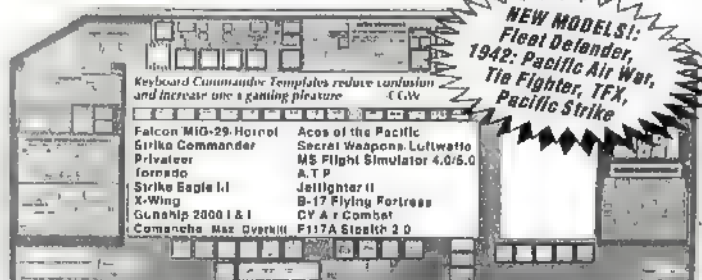 NEW MODELS!:
Fleet Defender,
1942: Pacific Air War,
Tie Fighter, TFX,
Pacific Strike
Keyboard Commander Templates reduce confusion
and increase one s gaming pleasure -CGW
Falcon MiG-29 Hornet
Strike Commander
Privateer
Tornado
Strike Eagle III
X-Wing
Gunship 2000 I & I
Comancha Max Overkill
Aces of the Pacific
Secret Weapons Luftwaffe
MS Flight Simulator 4.0/5.0
A.T P
Jetfighter II
B-17 Flying Fortress
CY A r Combat
F117A Stealth 2 0